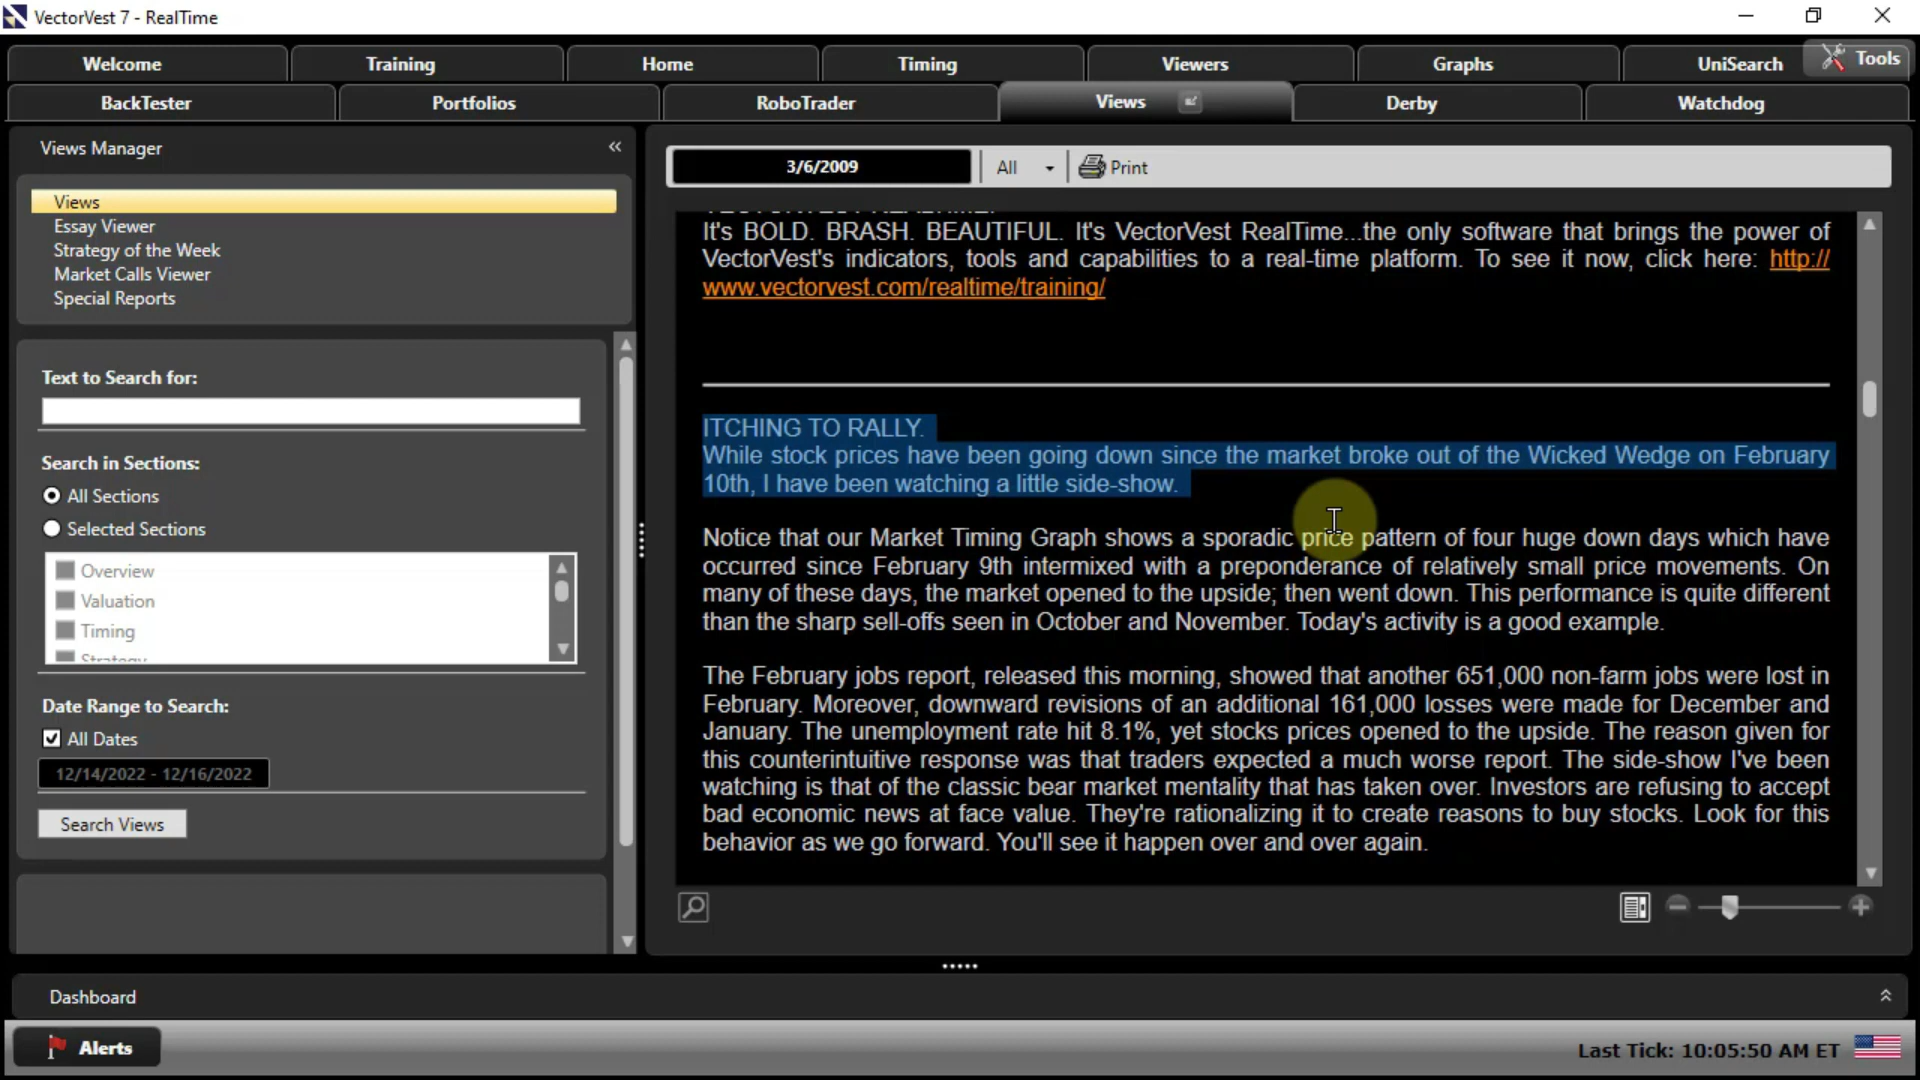 VectorVest 7 - RealTime
Welcome
Training
Home
Timing
Viewers
Graphs
UniSearch
Tools
BackTester
Portfolios
RoboTrader
Views
Derby
Watchdog
Views Manager
«
Views
Essay Viewer
Strategy of the Week
Market Calls Viewer
Special Reports
Text to Search for:
Search in Sections:
All Sections
Selected Sections
Overview
Valuation
Timing
Strategy
Date Range to Search:
All Dates
12/14/2022 - 12/16/2022
Search Views
3/6/2009
All
Print
It's BOLD. BRASH. BEAUTIFUL. It's VectorVest RealTime...the only software that brings the power of
VectorVest's indicators, tools and capabilities to a real-time platform. To see it now, click here: http://
www.vectorvest.com/realtime/training/
ITCHING TO RALLY.
While stock prices have been going down since the market broke out of the Wicked Wedge on February
10th, I have been watching a little side-show.
Notice that our Market Timing Graph shows a sporadic price pattern of four huge down days which have
occurred since February 9th intermixed with a preponderance of relatively small price movements. On
many of these days, the market opened to the upside; then went down. This performance is quite different
than the sharp sell-offs seen in October and November. Today's activity is a good example.
The February jobs report, released this morning, showed that another 651,000 non-farm jobs were lost in
February. Moreover, downward revisions of an additional 161,000 losses were made for December and
January. The unemployment rate hit 8.1%, yet stocks prices opened to the upside. The reason given for
this counterintuitive response was that traders expected a much worse report. The side-show I've been
watching is that of the classic bear market mentality that has taken over. Investors are refusing to accept
bad economic news at face value. They're rationalizing it to create reasons to buy stocks. Look for this
behavior as we go forward. You'll see it happen over and over again.
Dashboard
Alerts
Last Tick: 10:05:50 AM ET